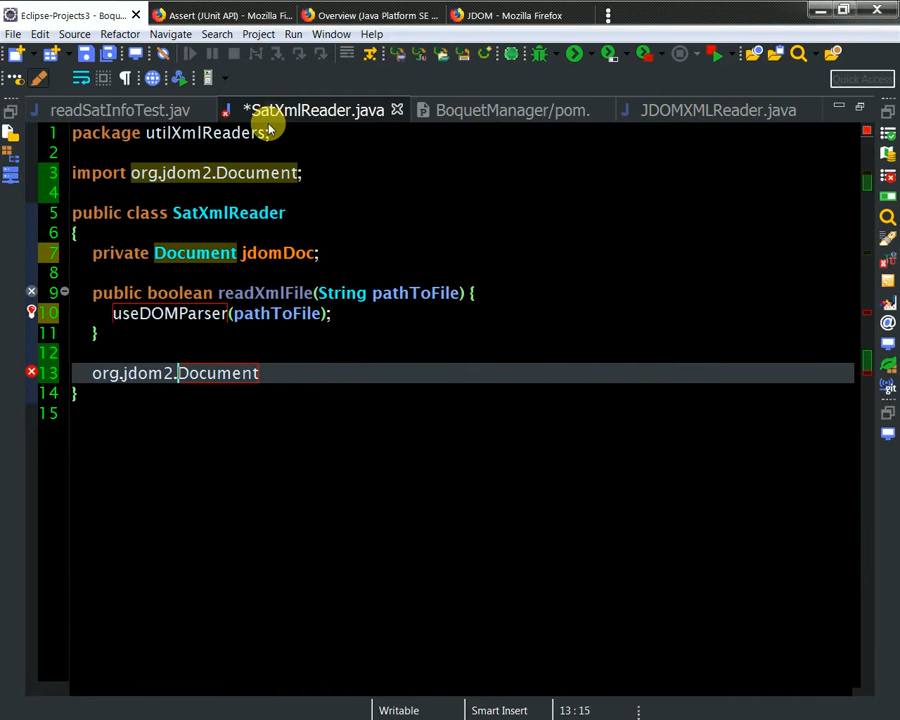 Eclipse-Projects3 - Boqu...
Assert (JUnit API) - Mozilla Fi...
Overview (Java Platform SE ...
JDOM - Mozilla Firefox
File Edit Source Refactor Navigate Search Project Run Window Help
Quick Access
readSatInfoTest.java
*SatXmlReader.java
BoquetManager/pom.
JDOMXMLReader.java
1 package utilXmlReaders;
2
3 import org.jdom2.Document;
4
5 public class SatXmlReader
6 {
7 private Document jdomDoc;
8
9 public boolean readXmlFile(String pathToFile) {
10 useDOMParser(pathToFile);
11 }
12
13 org.jdom2.Document
14 }
15
Writable Smart Insert 13 : 15